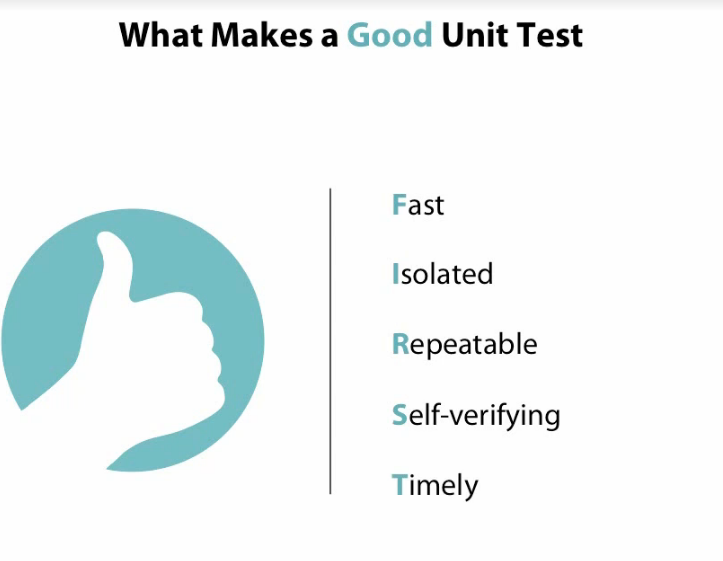 What Makes a Good Unit Test
Fast
Isolated
Repeatable
Self-verifying
Timely